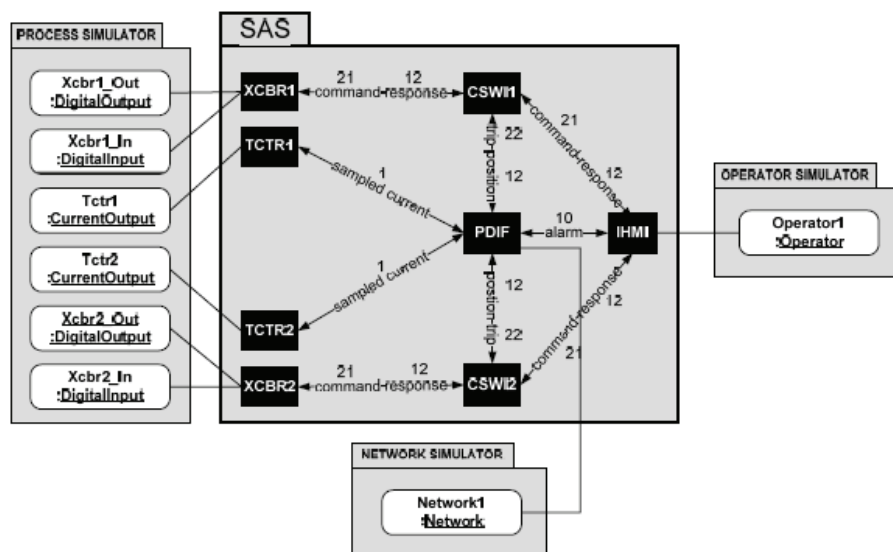 PROCESS SIMULATOR
Xcbr1_Out
:DigitalOutput
Xcbr1_In
:DigitalInput
Tctr1
:CurrentOutput
Tctr2
:CurrentOutput
Xcbr2_Out
:DigitalOutput
Xcbr2_In
:DigitalInput
SAS
XCBR1
21 12
command-response
CSWI1
TCTR1
1
sampled current
22
trip-position
12
21
command-response
12
PDIF
10
alarm
IHMI
1
sampled current
12
postion-trip
22
12
command-response
21
TCTR2
XCBR2
21 12
command-response
CSWI2
OPERATOR SIMULATOR
Operator1
:Operator
NETWORK SIMULATOR
Network1
:Network